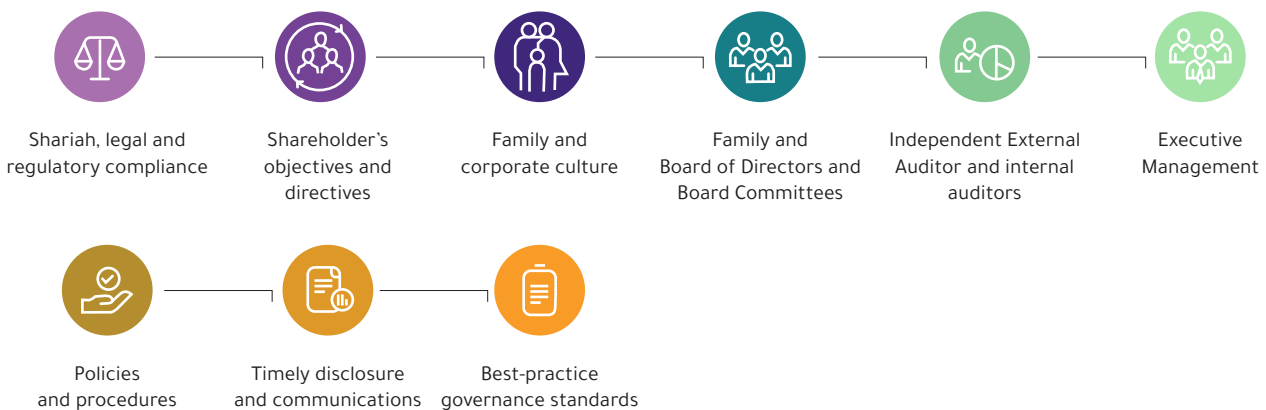 Shariah, legal and
regulatory compliance
Shareholder’s
objectives and
directives
Family and
corporate culture
Family and
Board of Directors and
Board Committees
Independent External
Auditor and internal
auditors
Executive
Management
Policies
and procedures
Timely disclosure
and communications
Best-practice
governance standards